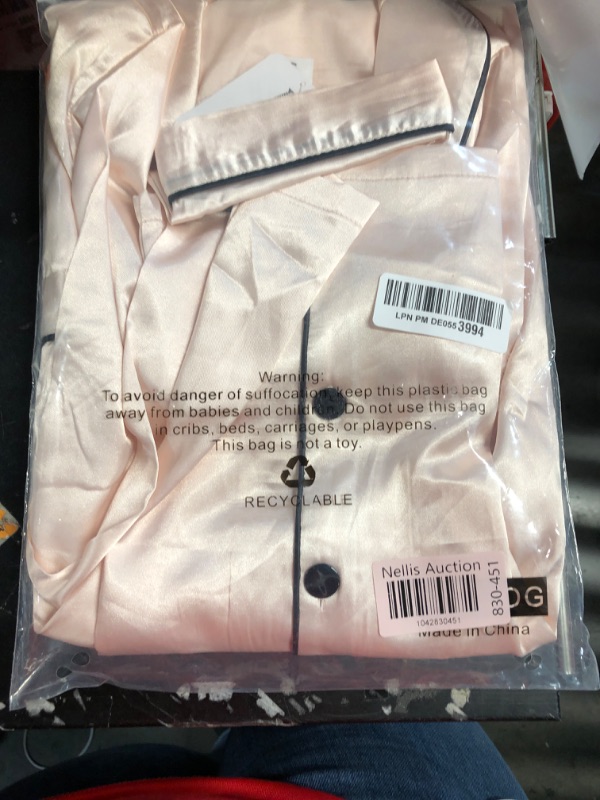 LPN PM DE055 3994
Warning:
To avoid danger of suffocation, keep this plastic bag
away from babies and children. Do not use this bag
in cribs, beds, carriages, or playpens.
This bag is not a toy.
RECYCLABLE
Nellis Auction
1042830451
830-451
OG
Made in China